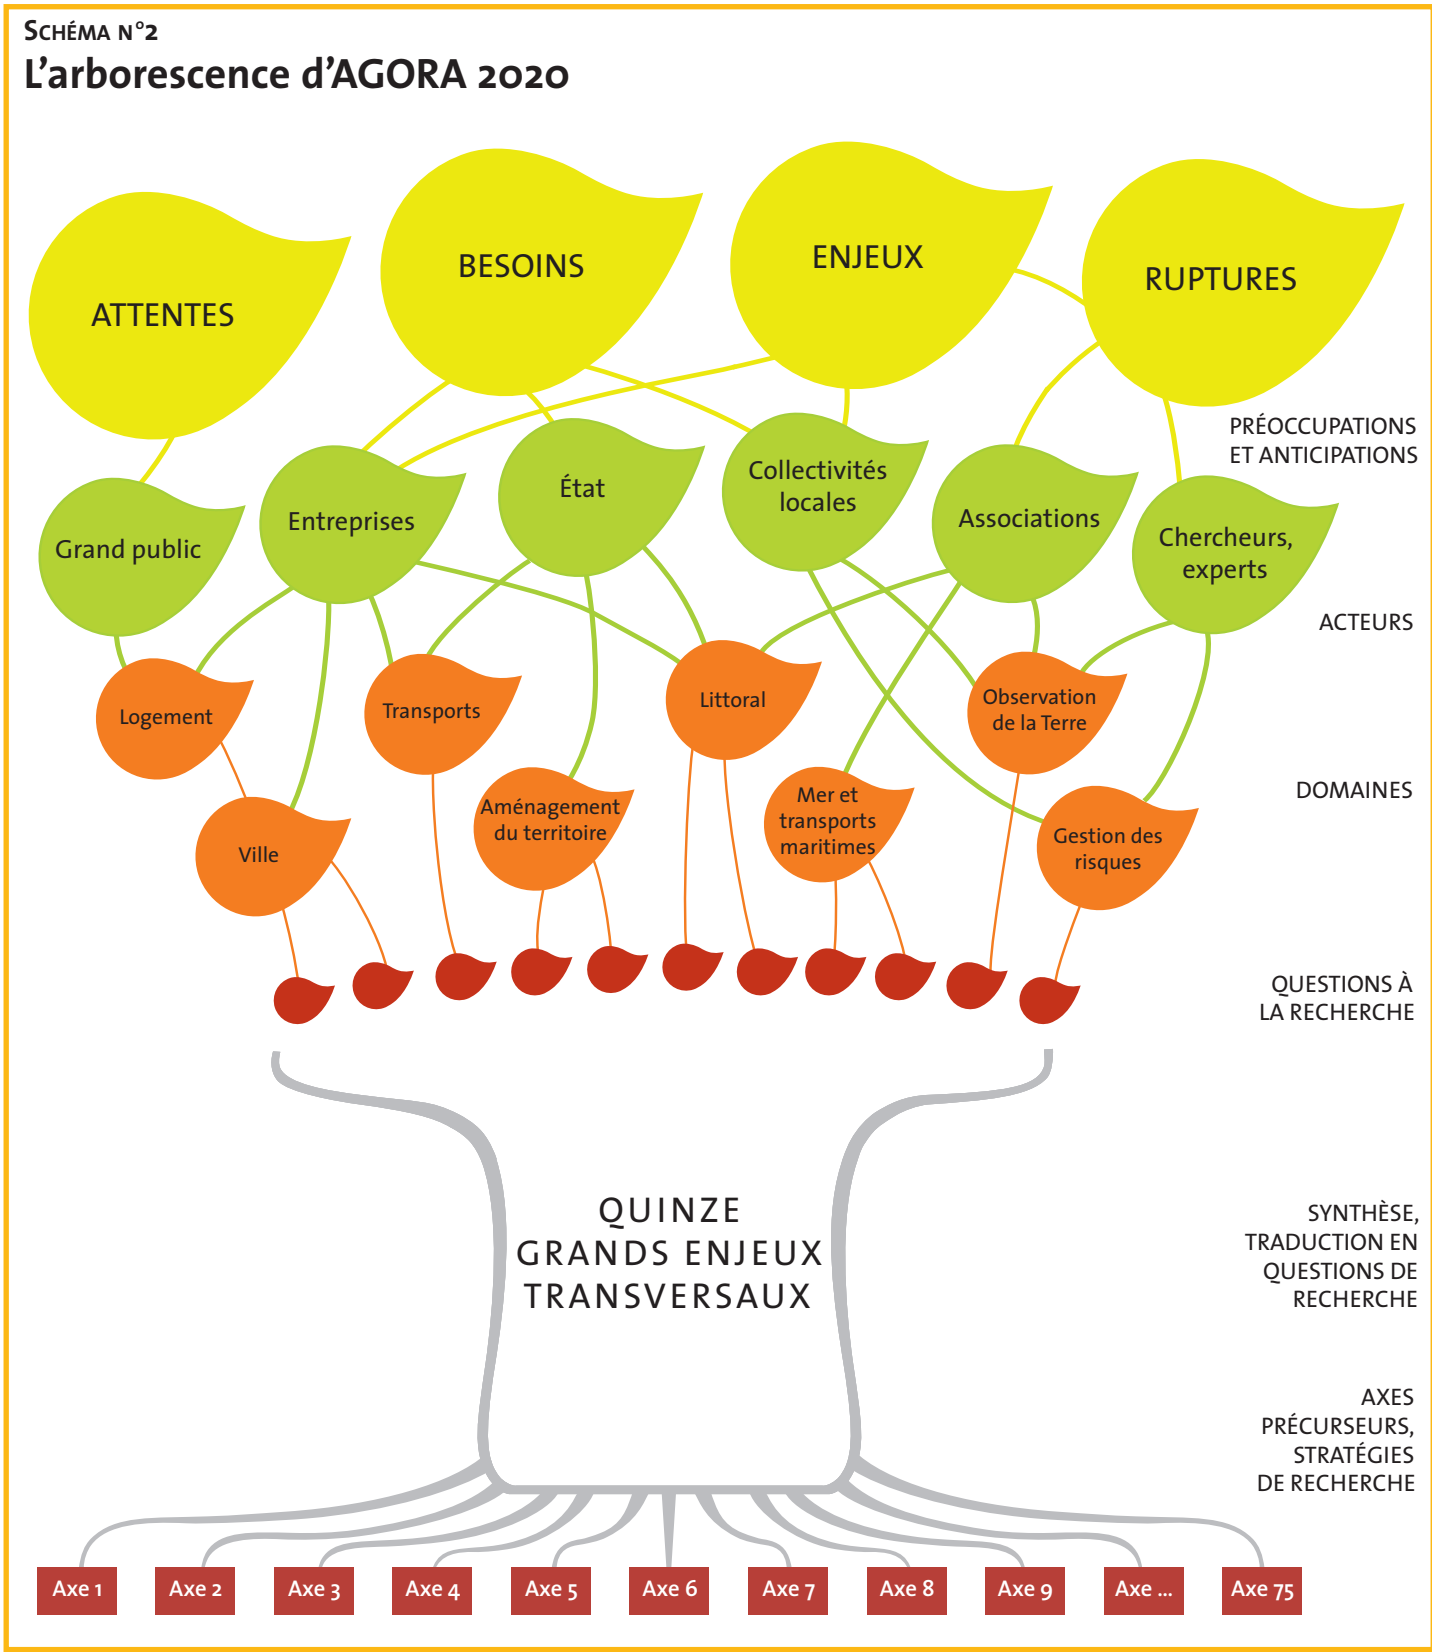 SCHÉMA N°2
L'arborescence d'AGORA 2020
ATTENTES
BESOINS
ENJEUX
RUPTURES
PRÉOCCUPATIONS
ET ANTICIPATIONS
Grand public
Entreprises
État
Collectivités
locales
Associations
Chercheurs,
experts
ACTEURS
Logement
Transports
Littoral
Observation
de la Terre
Ville
Aménagement
du territoire
Mer et
transports
maritimes
Gestion des
risques
DOMAINES
QUESTIONS À
LA RECHERCHE
QUINZE
GRANDS ENJEUX
TRANSVERSAUX
SYNTHÈSE,
TRADUCTION EN
QUESTIONS DE
RECHERCHE
AXES
PRÉCURSEURS,
STRATÉGIES
DE RECHERCHE
Axe 1
Axe 2
Axe 3
Axe 4
Axe 5
Axe 6
Axe 7
Axe 8
Axe 9
Axe ...
Axe 75